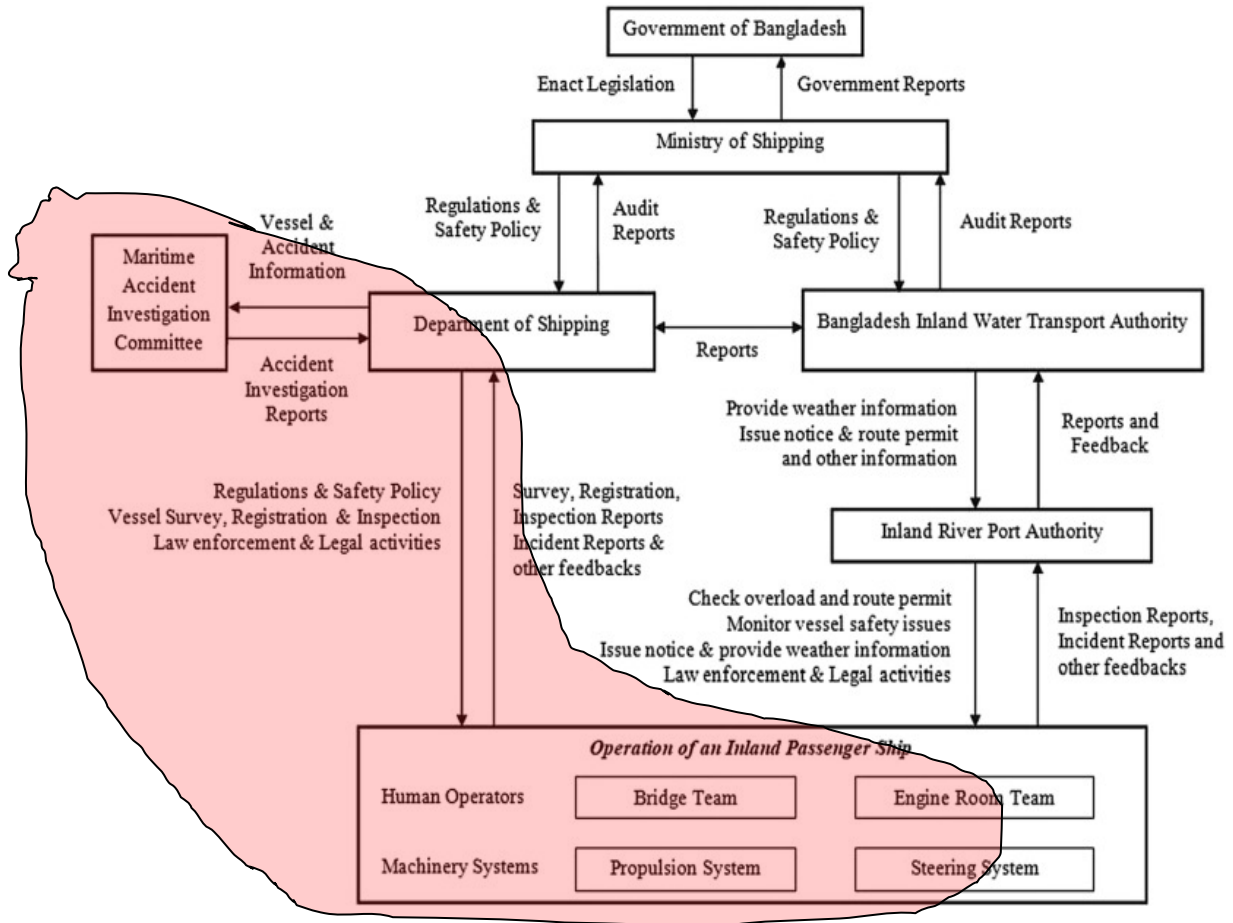 Government of Bangladesh
Enact Legislation
Government Reports
Ministry of Shipping
Regulations &
Safety Policy
Audit
Reports
Regulations &
Safety Policy
Audit Reports
Vessel &
Accident
Information
Maritime
Accident
Investigation
Committee
Department of Shipping
Bangladesh Inland Water Transport Authority
Reports
Accident
Investigation
Reports
Provide weather information
Issue notice & route permit
and other information
Reports and
Feedback
Regulations & Safety Policy
Vessel Survey, Registration & Inspection
Law enforcement & Legal activities
Survey, Registration,
Inspection Reports
Incident Reports &
other feedbacks
Inland River Port Authority
Check overload and route permit
Monitor vessel safety issues
Issue notice & provide weather information
Law enforcement & Legal activities
Inspection Reports,
Incident Reports and
other feedbacks
Operation of an Inland Passenger Ship
Human Operators
Bridge Team
Engine Room Team
Machinery Systems
Propulsion System
Steering System